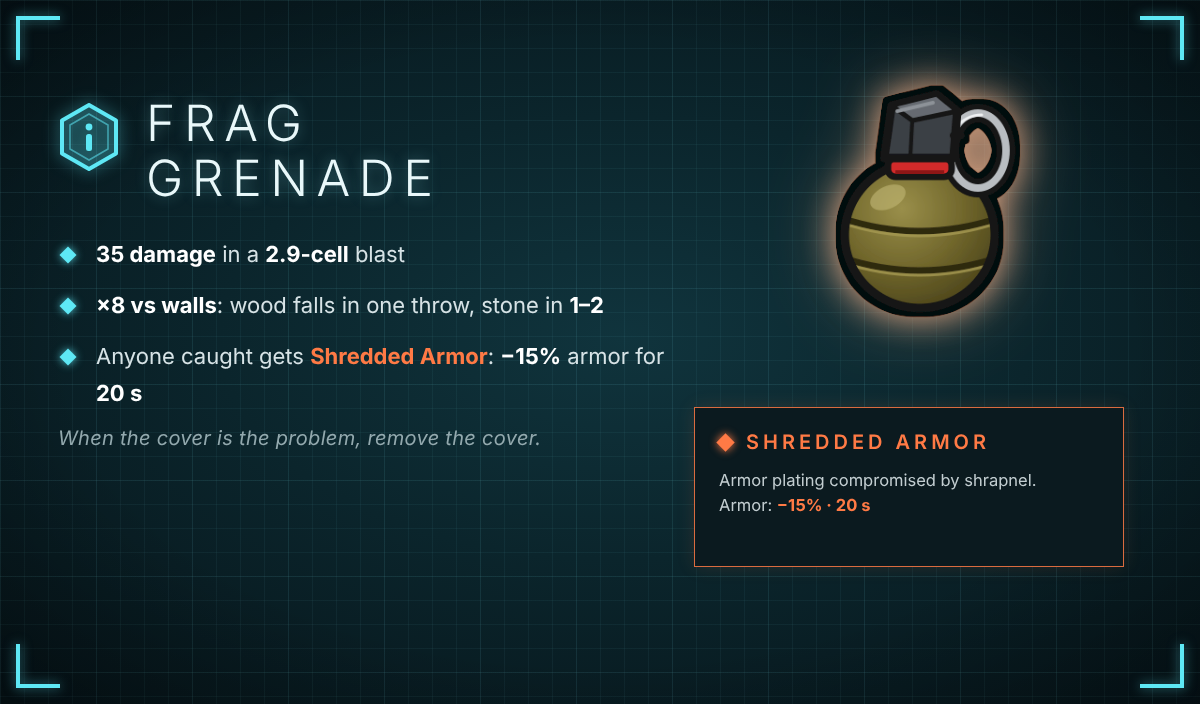 FRAG
GRENADE
35 damage in a 2.9-cell blast
×8 vs walls: wood falls in one throw, stone in 1–2
Anyone caught gets Shredded Armor: −15% armor for
20 s
When the cover is the problem, remove the cover.
SHREDDED ARMOR
Armor plating compromised by shrapnel.
Armor: −15% · 20 s